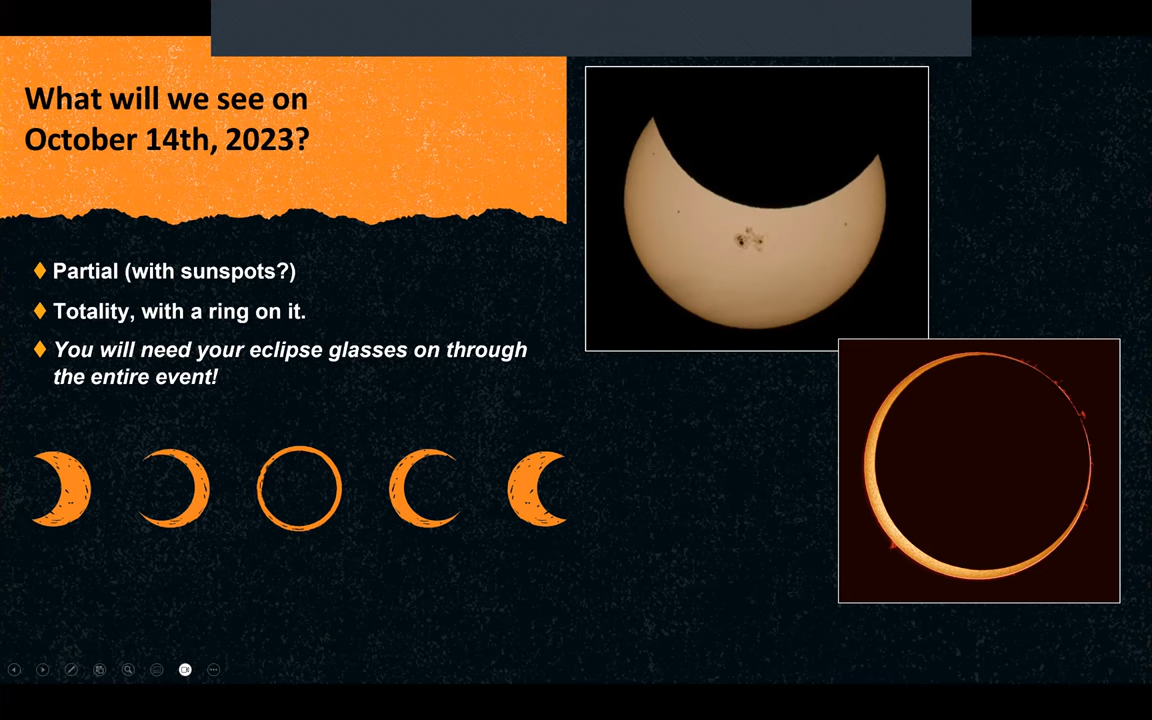 What will we see on
October 14th, 2023?
Partial (with sunspots?)
Totality, with a ring on it.
You will need your eclipse glasses on through
the entire event!